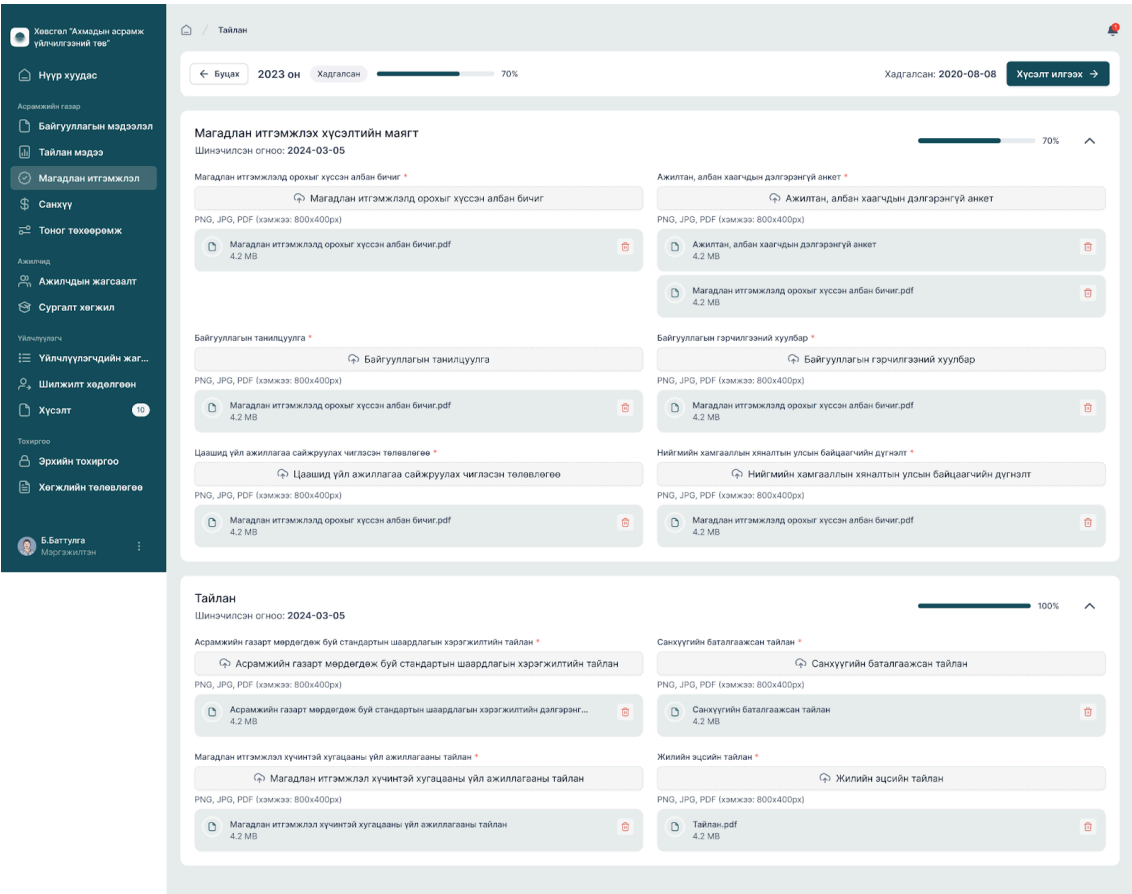 Хөвсгөл "Ахмадын асрамж
үйлчилгээний төв"
Нүүр хуудас
Асрамжийн газар
Байгууллагын мэдээлэл
Тайлан мэдээ
Магадлан итгэмжлэл
Санхүү
Тоног төхөөрөмж
Ажилчид
Ажилчдын жагсаалт
Сургалт хөгжил
Үйлчлүүлэгч
Үйлчлүүлэгчдийн жаг...
Шилжилт хөдөлгөөн
Хүсэлт 10
Тохиргоо
Эрхийн тохиргоо
Хөгжлийн төлөвлөгөө
Б.Баттулга
Мэргэжилтэн
/ Тайлан 1
Буцах 2023 он Хадгалсан 70% Хадгалсан: 2020-08-08 Хүсэлт илгээх
Магадлан итгэмжлэх хүсэлтийн маягт 70%
Шинэчилсэн огноо: 2024-03-05
Магадлан итгэмжлэлд орохыг хүссэн албан бичиг *
Магадлан итгэмжлэлд орохыг хүссэн албан бичиг
PNG, JPG, PDF (хэмжээ: 800x400px)
Магадлан итгэмжлэлд орохыг хүссэн албан бичиг.pdf
4.2 MB
Ажилтан, албан хаагчдын дэлгэрэнгүй анкет *
Ажилтан, албан хаагчдын дэлгэрэнгүй анкет
PNG, JPG, PDF (хэмжээ: 800x400px)
Ажилтан, албан хаагчдын дэлгэрэнгүй анкет
4.2 MB
Магадлан итгэмжлэлд орохыг хүссэн албан бичиг.pdf
4.2 MB
Байгууллагын танилцуулга *
Байгууллагын танилцуулга
PNG, JPG, PDF (хэмжээ: 800x400px)
Магадлан итгэмжлэлд орохыг хүссэн албан бичиг.pdf
4.2 MB
Байгууллагын гэрчилгээний хуулбар *
Байгууллагын гэрчилгээний хуулбар
PNG, JPG, PDF (хэмжээ: 800x400px)
Магадлан итгэмжлэлд орохыг хүссэн албан бичиг.pdf
4.2 MB
Цаашид үйл ажиллагаа сайжруулах чиглэсэн төлөвлөгөө *
Цаашид үйл ажиллагаа сайжруулах чиглэсэн төлөвлөгөө
PNG, JPG, PDF (хэмжээ: 800x400px)
Магадлан итгэмжлэлд орохыг хүссэн албан бичиг.pdf
4.2 MB
Нийгмийн хамгааллын хяналтын улсын байцаагчийн дүгнэлт *
Нийгмийн хамгааллын хяналтын улсын байцаагчийн дүгнэлт
PNG, JPG, PDF (хэмжээ: 800x400px)
Магадлан итгэмжлэлд орохыг хүссэн албан бичиг.pdf
4.2 MB
Тайлан 100%
Шинэчилсэн огноо: 2024-03-05
Асрамжийн газарт мөрдөгдөж буй стандартын шаардлагын хэрэгжилтийн тайлан *
Асрамжийн газарт мөрдөгдөж буй стандартын шаардлагын хэрэгжилтийн тайлан
PNG, JPG, PDF (хэмжээ: 800x400px)
Асрамжийн газарт мөрдөгдөж буй стандартын шаардлагын хэрэгжилтийн дэлгэрэнг...
4.2 MB
Санхүүгийн баталгаажсан тайлан *
Санхүүгийн баталгаажсан тайлан
PNG, JPG, PDF (хэмжээ: 800x400px)
Санхүүгийн баталгаажсан тайлан
4.2 MB
Магадлан итгэмжлэл хүчинтэй хугацааны үйл ажиллагааны тайлан *
Магадлан итгэмжлэл хүчинтэй хугацааны үйл ажиллагааны тайлан
PNG, JPG, PDF (хэмжээ: 800x400px)
Магадлан итгэмжлэл хүчинтэй хугацааны үйл ажиллагааны тайлан
4.2 MB
Жилийн эцсийн тайлан *
Жилийн эцсийн тайлан
PNG, JPG, PDF (хэмжээ: 800x400px)
Тайлан.pdf
4.2 MB